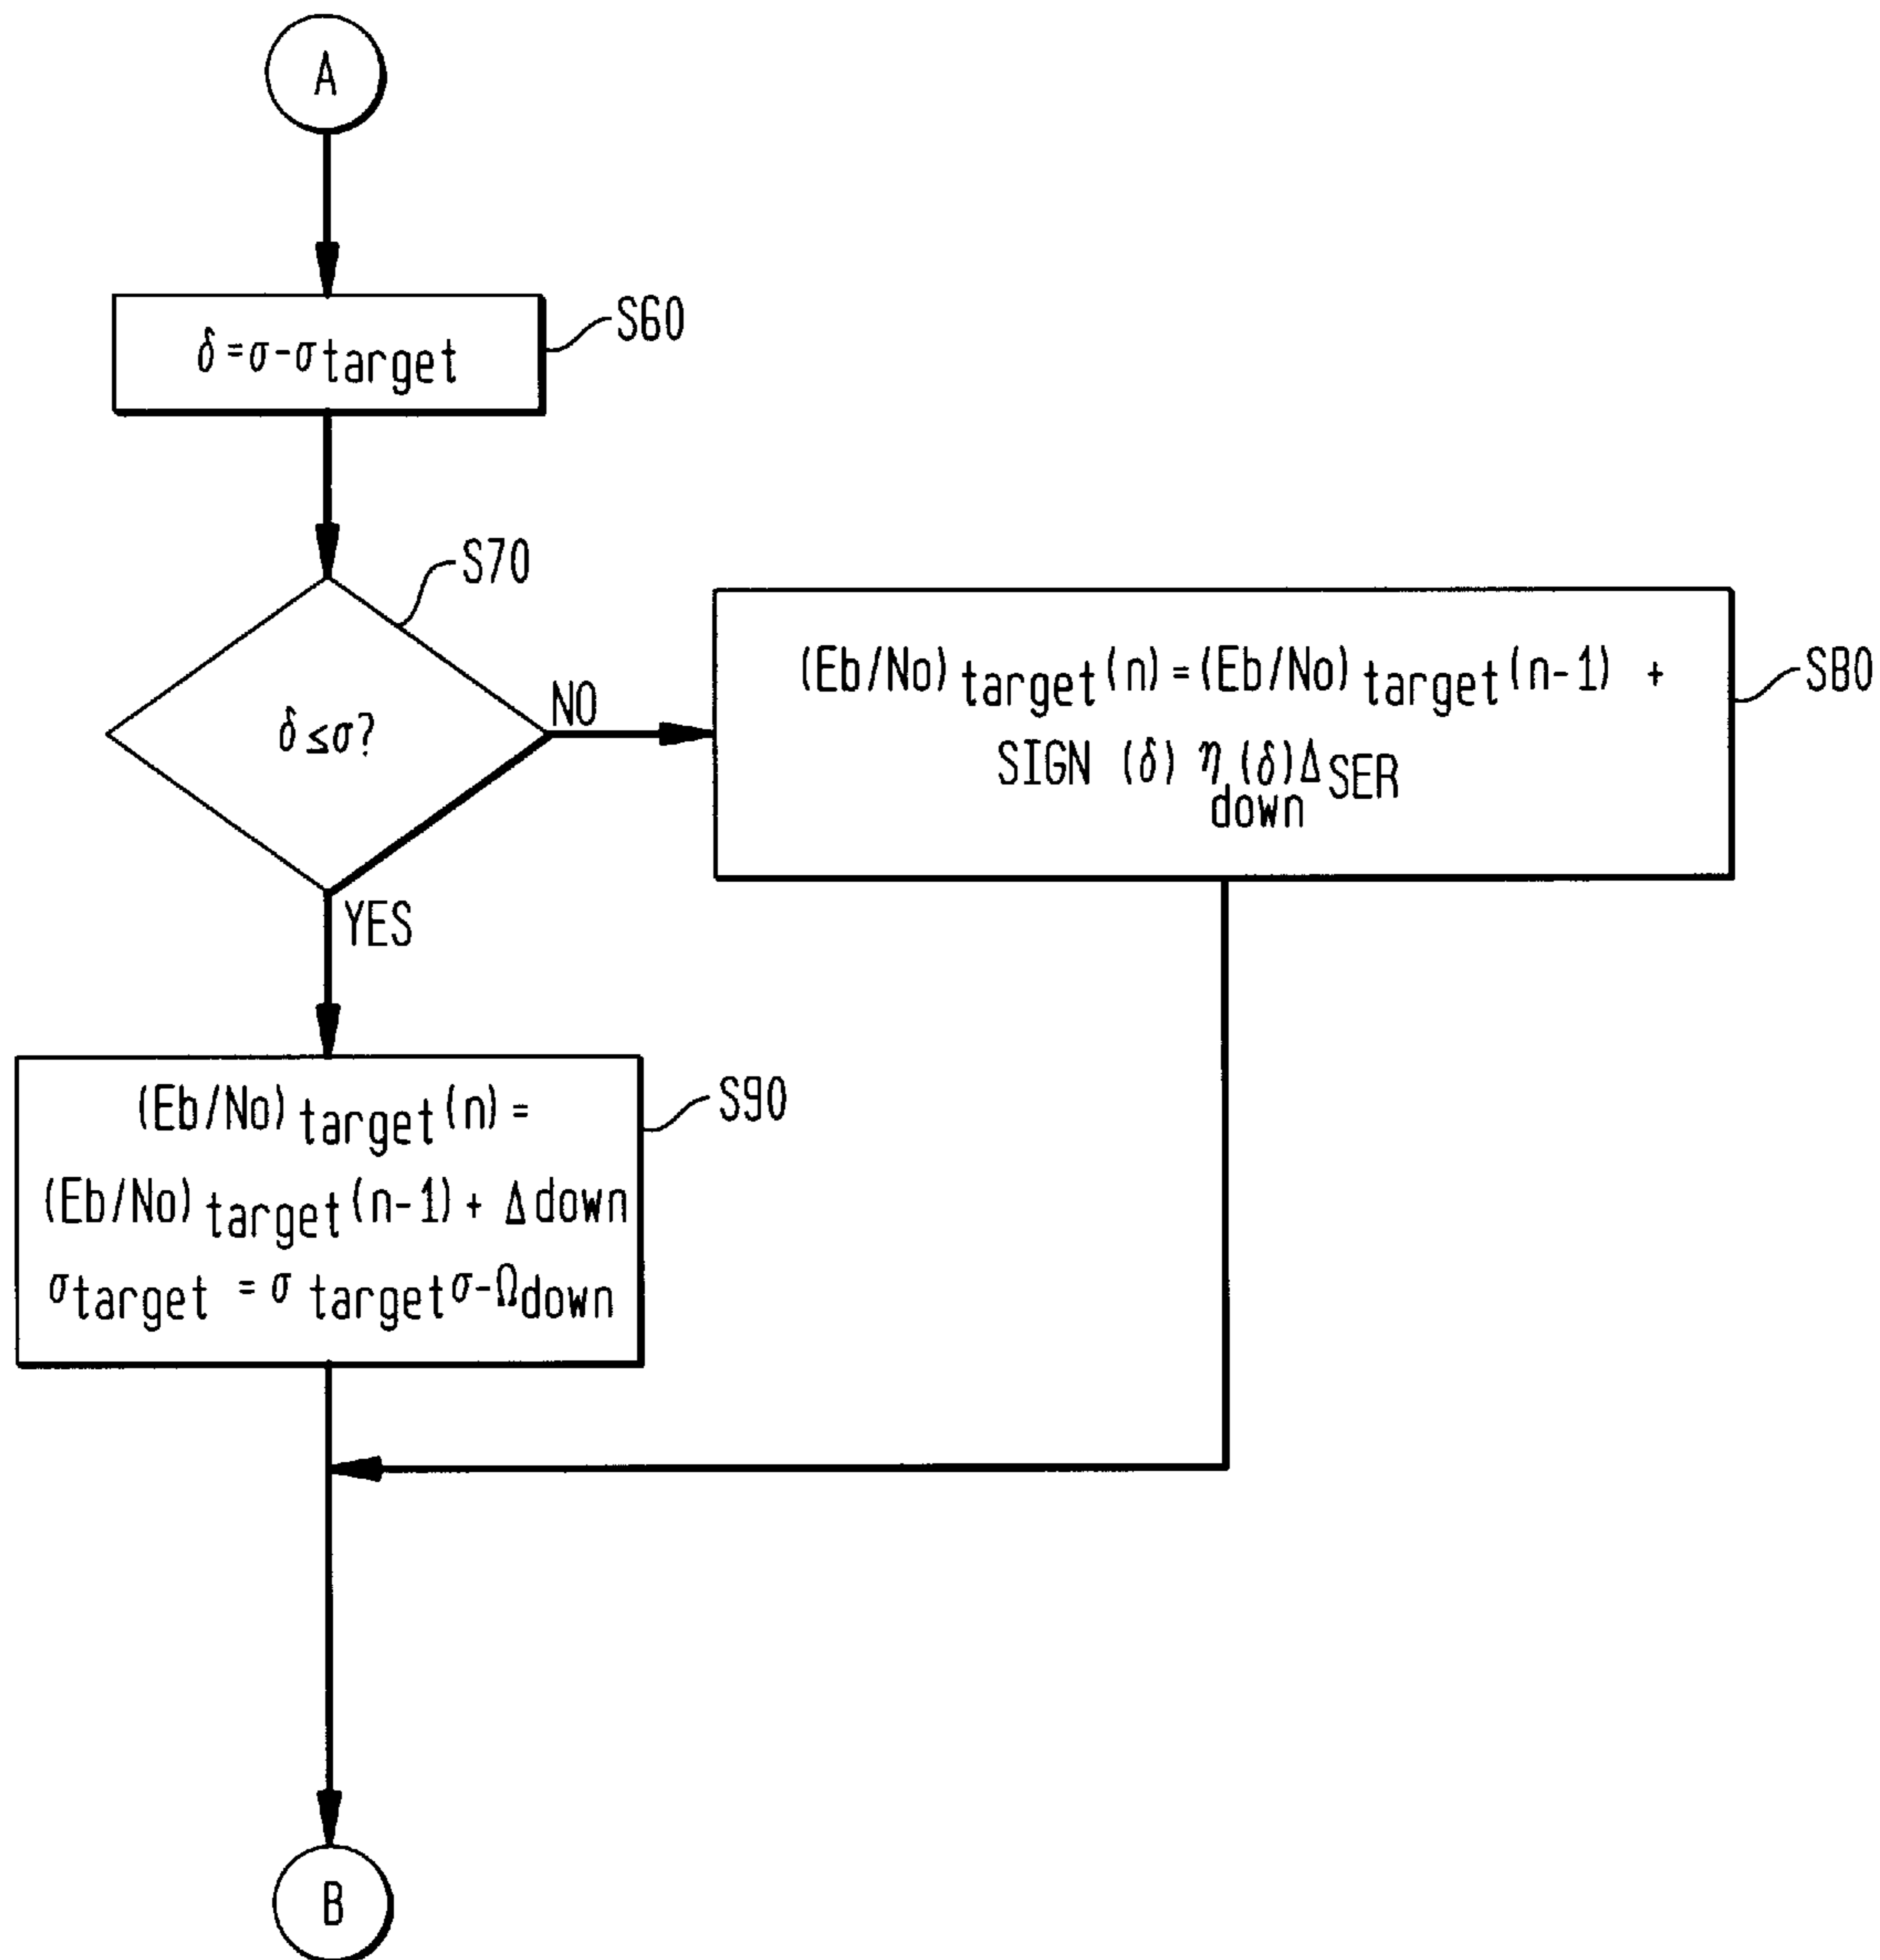 A
δ=σ-σtarget
S60
S70
δ≤σ?
NO
(Eb/No)target(n)=(Eb/No)target(n-1) +
SIGN (δ) η (δ)ΔSER
down
S80
YES
(Eb/No)target(n)=
(Eb/No)target(n-1)+ Δdown
σtarget = σ targetσ-Ωdown
S90
B